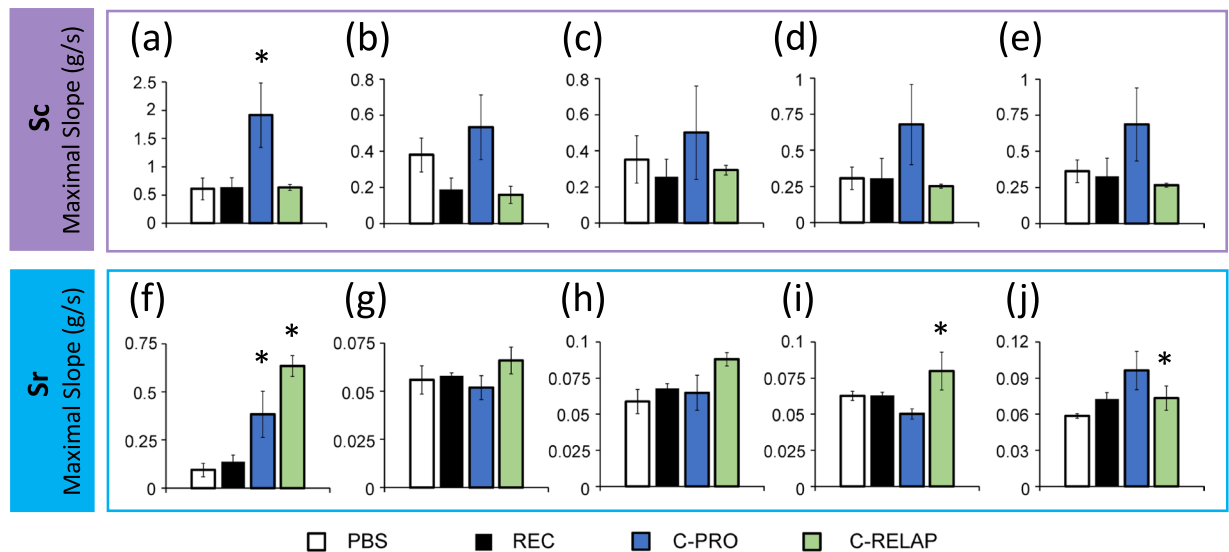 Sc
Maximal Slope (g/s)
(a) (b) (c) (d) (e)
*
2.5 0.8 0.8 1 1
2 0.6 0.6 0.75 0.75
1.5 0.4 0.4 0.5 0.5
1 0.2 0.2 0.25 0.25
0.5 0 0 0 0
0
Sr
Maximal Slope (g/s)
(f) (g) (h) (i) (j)
* * * *
0.75 0.075 0.1 0.1 0.12
0.5 0.05 0.075 0.075 0.09
0.25 0.025 0.05 0.05 0.06
0 0 0.025 0.025 0.03
0 0 0
PBS REC C-PRO C-RELAP